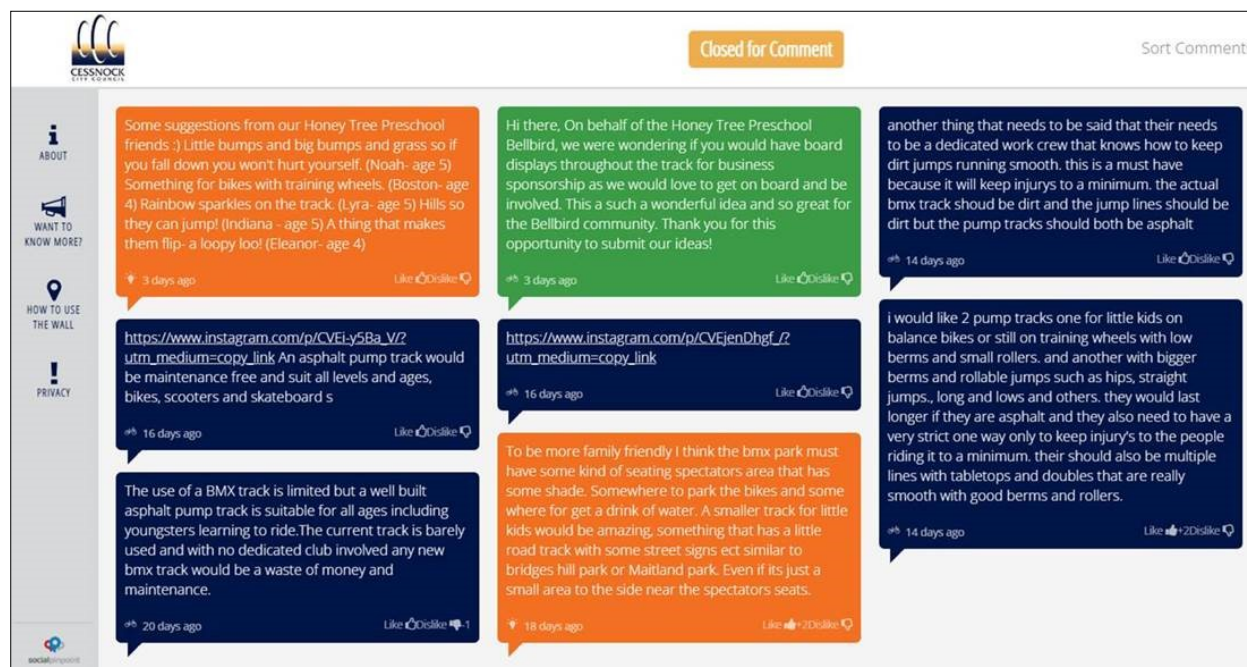 CESSNOCK
CITY COUNCIL
Closed for Comment
Sort Comment
ABOUT
WANT TO
KNOW MORE?
HOW TO USE
THE WALL
PRIVACY
socialpinpoint
Some suggestions from our Honey Tree Preschool
friends :) Little bumps and big bumps and grass so if
you fall down you won't hurt yourself. (Noah- age 5)
Something for bikes with training wheels. (Boston- age
4) Rainbow sparkles on the track. (Lyra- age 5) Hills so
they can jump! (Indiana - age 5) A thing that makes
them flip- a loopy loo! (Eleanor- age 4)
3 days ago Like Dislike
https://www.instagram.com/p/CVEi-y5Ba_V/?
utm_medium=copy_link An asphalt pump track would
be maintenance free and suit all levels and ages,
bikes, scooters and skateboard s
16 days ago Like Dislike
The use of a BMX track is limited but a well built
asphalt pump track is suitable for all ages including
youngsters learning to ride.The current track is barely
used and with no dedicated club involved any new
bmx track would be a waste of money and
maintenance.
20 days ago Like Dislike -1
Hi there, On behalf of the Honey Tree Preschool
Bellbird, we were wondering if you would have board
displays throughout the track for business
sponsorship as we would love to get on board and be
involved. This a such a wonderful idea and so great for
the Bellbird community. Thank you for this
opportunity to submit our ideas!
3 days ago Like Dislike
https://www.instagram.com/p/CVEjenDhgf_/?
utm_medium=copy_link
16 days ago Like Dislike
To be more family friendly I think the bmx park must
have some kind of seating spectators area that has
some shade. Somewhere to park the bikes and some
where for get a drink of water. A smaller track for little
kids would be amazing, something that has a little
road track with some street signs ect similar to
bridges hill park or Maitland park. Even if its just a
small area to the side near the spectators seats.
18 days ago Like +2Dislike
another thing that needs to be said that their needs
to be a dedicated work crew that knows how to keep
dirt jumps running smooth. this is a must have
because it will keep injurys to a minimum. the actual
bmx track shoud be dirt and the jump lines should be
dirt but the pump tracks should both be asphalt
14 days ago Like Dislike
i would like 2 pump tracks one for little kids on
balance bikes or still on training wheels with low
berms and small rollers. and another with bigger
berms and rollable jumps such as hips, straight
jumps., long and lows and others. they would last
longer if they are asphalt and they also need to have a
very strict one way only to keep injury's to the people
riding it to a minimum. their should also be multiple
lines with tabletops and doubles that are really
smooth with good berms and rollers.
14 days ago Like +2Dislike